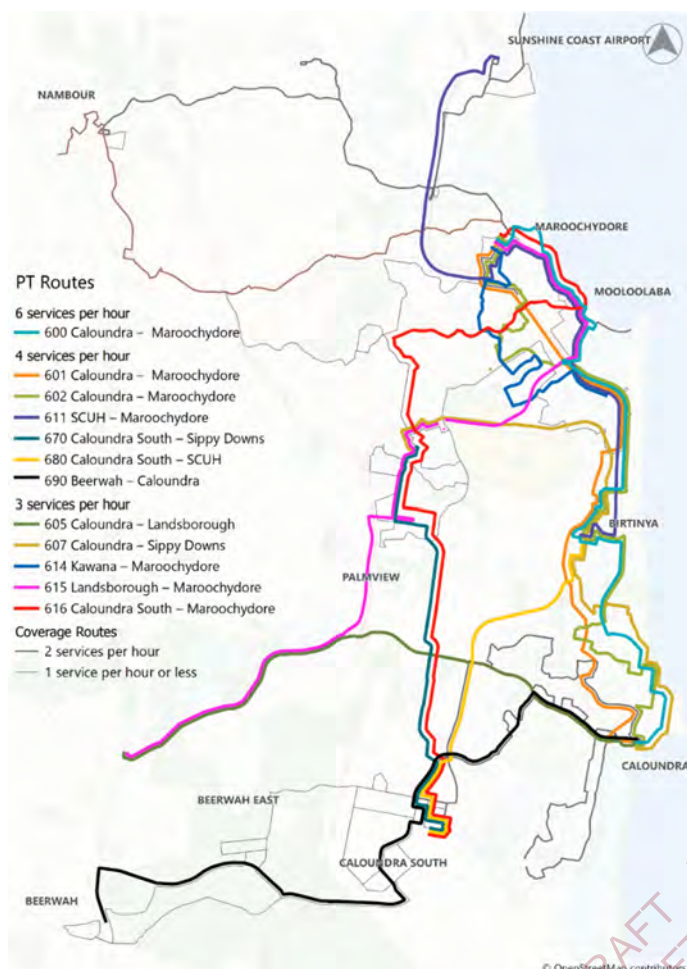 SUNSHINE COAST AIRPORT
NAMBOUR
MAROOCHYDORE
MOOLOOLABA
PT Routes
6 services per hour
600 Caloundra – Maroochydore
4 services per hour
601 Caloundra – Maroochydore
602 Caloundra – Maroochydore
611 SCUH – Maroochydore
670 Caloundra South – Sippy Downs
680 Caloundra South – SCUH
690 Beerwah – Caloundra
3 services per hour
605 Caloundra – Landsborough
607 Caloundra – Sippy Downs
614 Kawana – Maroochydore
615 Landsborough – Maroochydore
616 Caloundra South – Maroochydore
Coverage Routes
2 services per hour
1 service per hour or less
BIRTINYA
PALMVIEW
CALOUNDRA
BEERWAH EAST
CALOUNDRA SOUTH
BEERWAH
DRAFT
© OpenStreetMap contributors